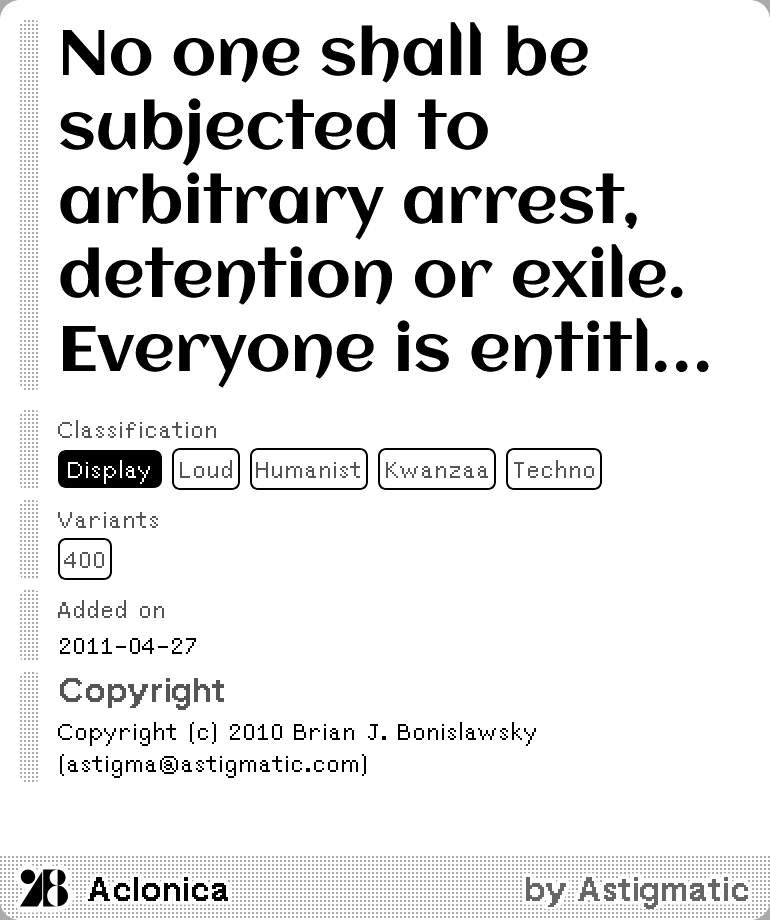 No one shall be
subjected to
arbitrary arrest,
detention or exile.
Everyone is entitl...
Classification
Display Loud Humanist Kwanzaa Techno
Variants
400
Added on
2011-04-27
Copyright
Copyright (c) 2010 Brian J. Bonislawsky
(astigma@astigmatic.com)
Aclonica by Astigmatic